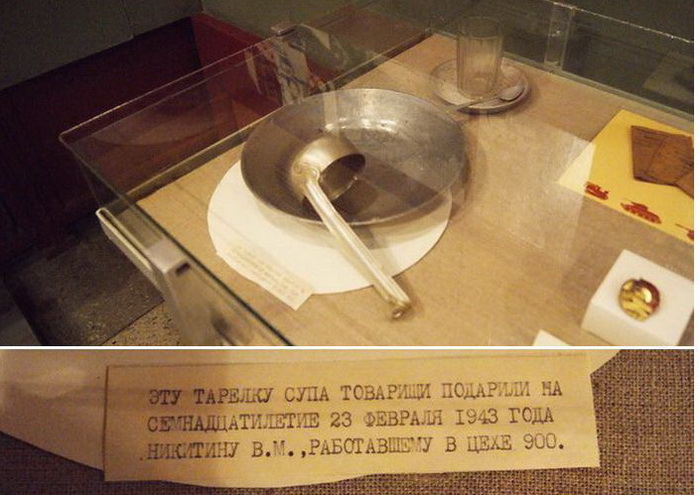 ЭТУ ТАРЕЛКУ СУПА ТОВАРИЩИ ПОДАРИЛИ НА
СЕМНАДЦАТИЛЕТИЕ 23 ФЕВРАЛЯ 1943 ГОДА
НИКИТИНУ В.М.,РАБОТАВШЕМУ В ЦЕХЕ 900.